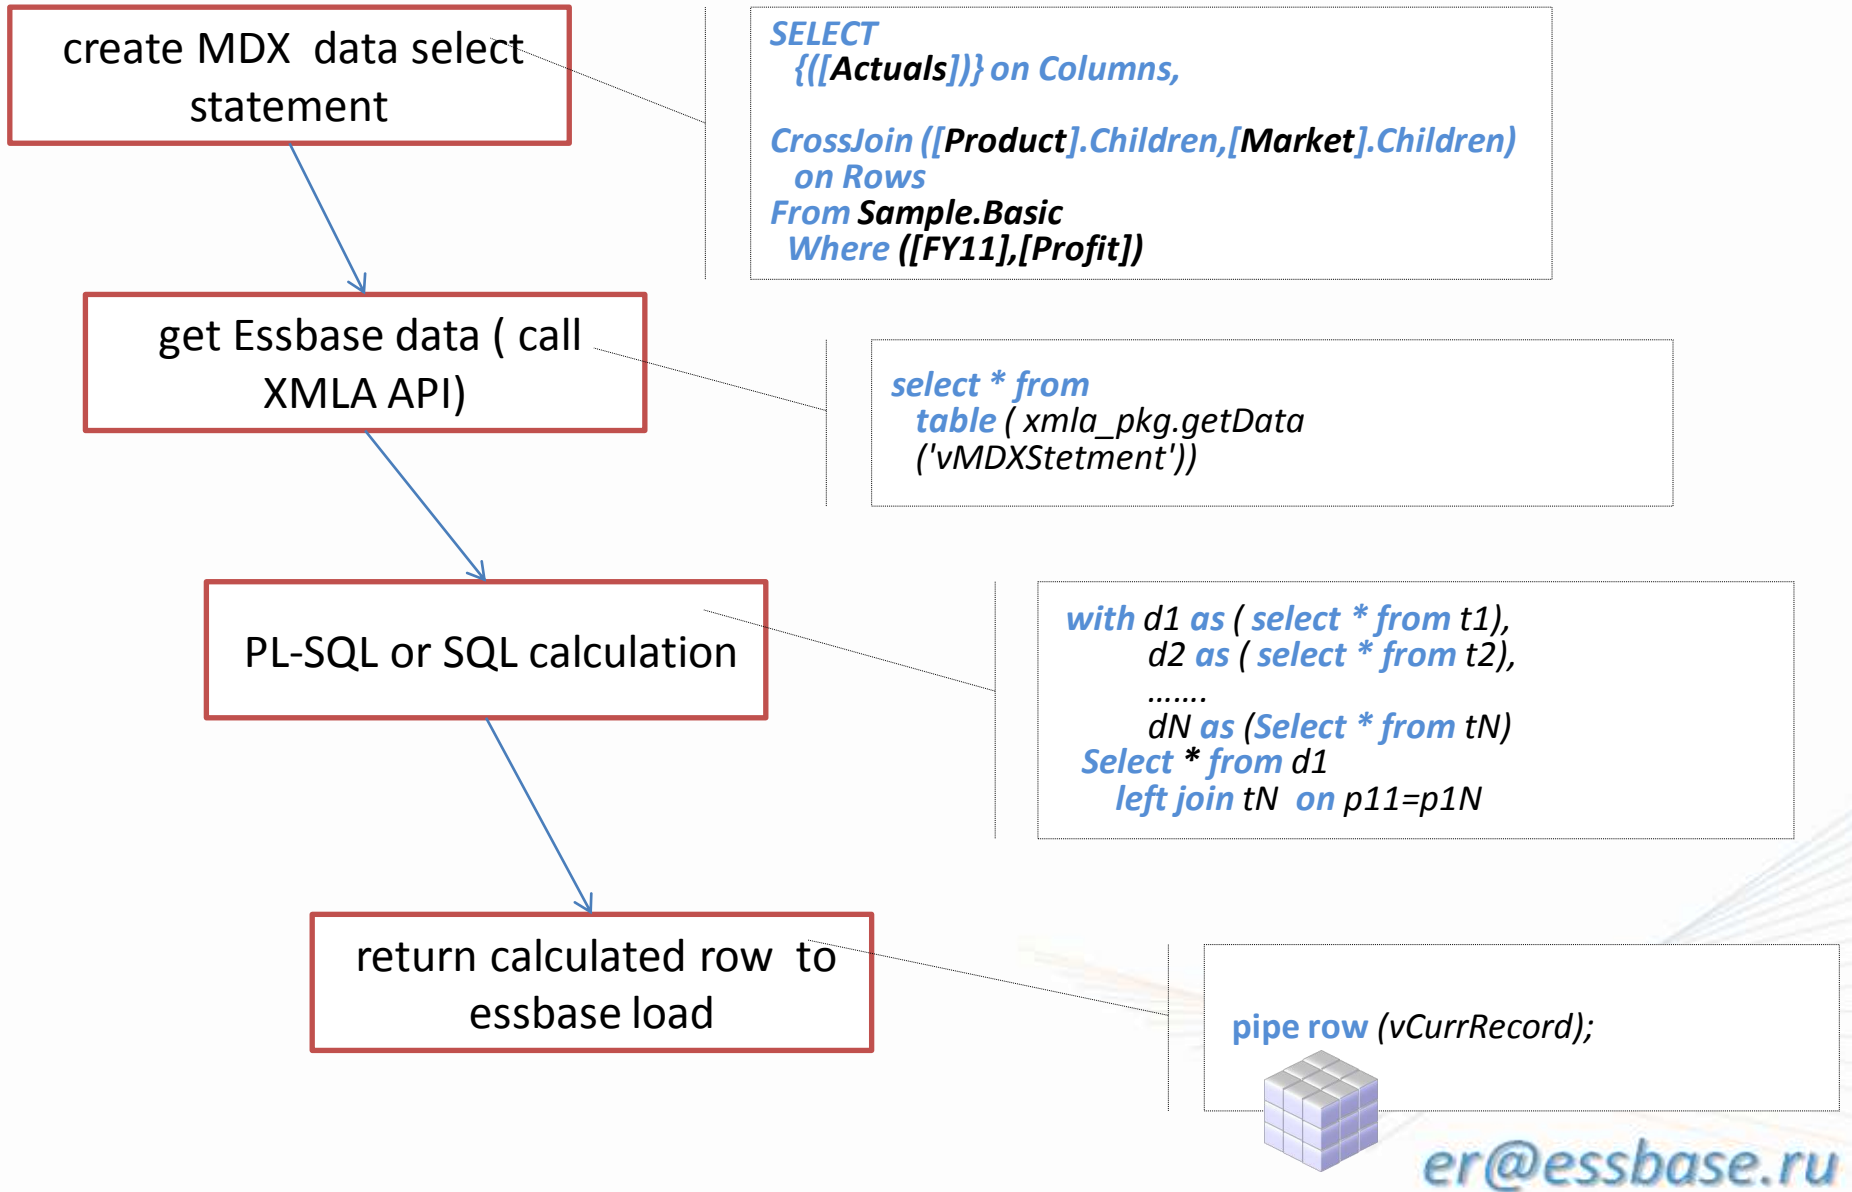 create MDX  data select
statement
SELECT
{([Actuals])} on Columns,
CrossJoin ([Product].Children,[Market].Children)
on Rows
From Sample.Basic
Where ([FY11],[Profit])
get Essbase data ( call
XMLA API)
select * from
table ( xmla_pkg.getData
('vMDXStetment'))
PL-SQL or SQL calculation
with d1 as ( select * from t1),
d2 as ( select * from t2),
.......
dN as (Select * from tN)
Select * from d1
left join tN  on p11=p1N
return calculated row  to
essbase load
pipe row (vCurrRecord);
er@essbase.ru